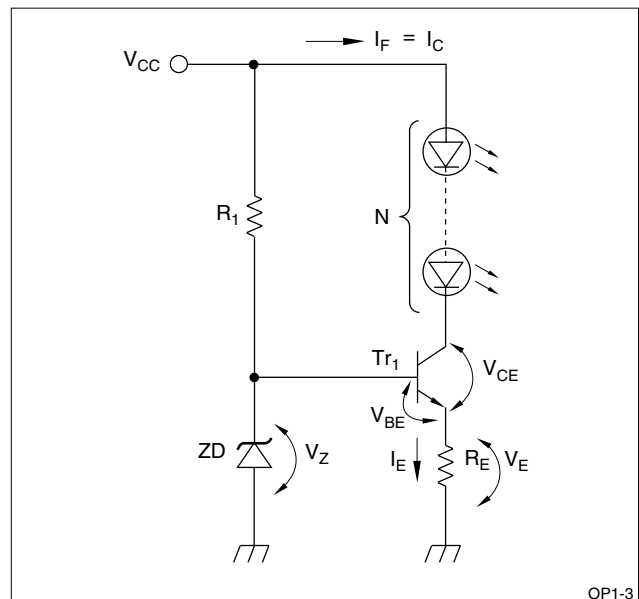 I_F = I_C
V_CC
R_1
N
Tr_1
V_CE
V_BE
ZD
V_Z
I_E
R_E
V_E
OP1-3